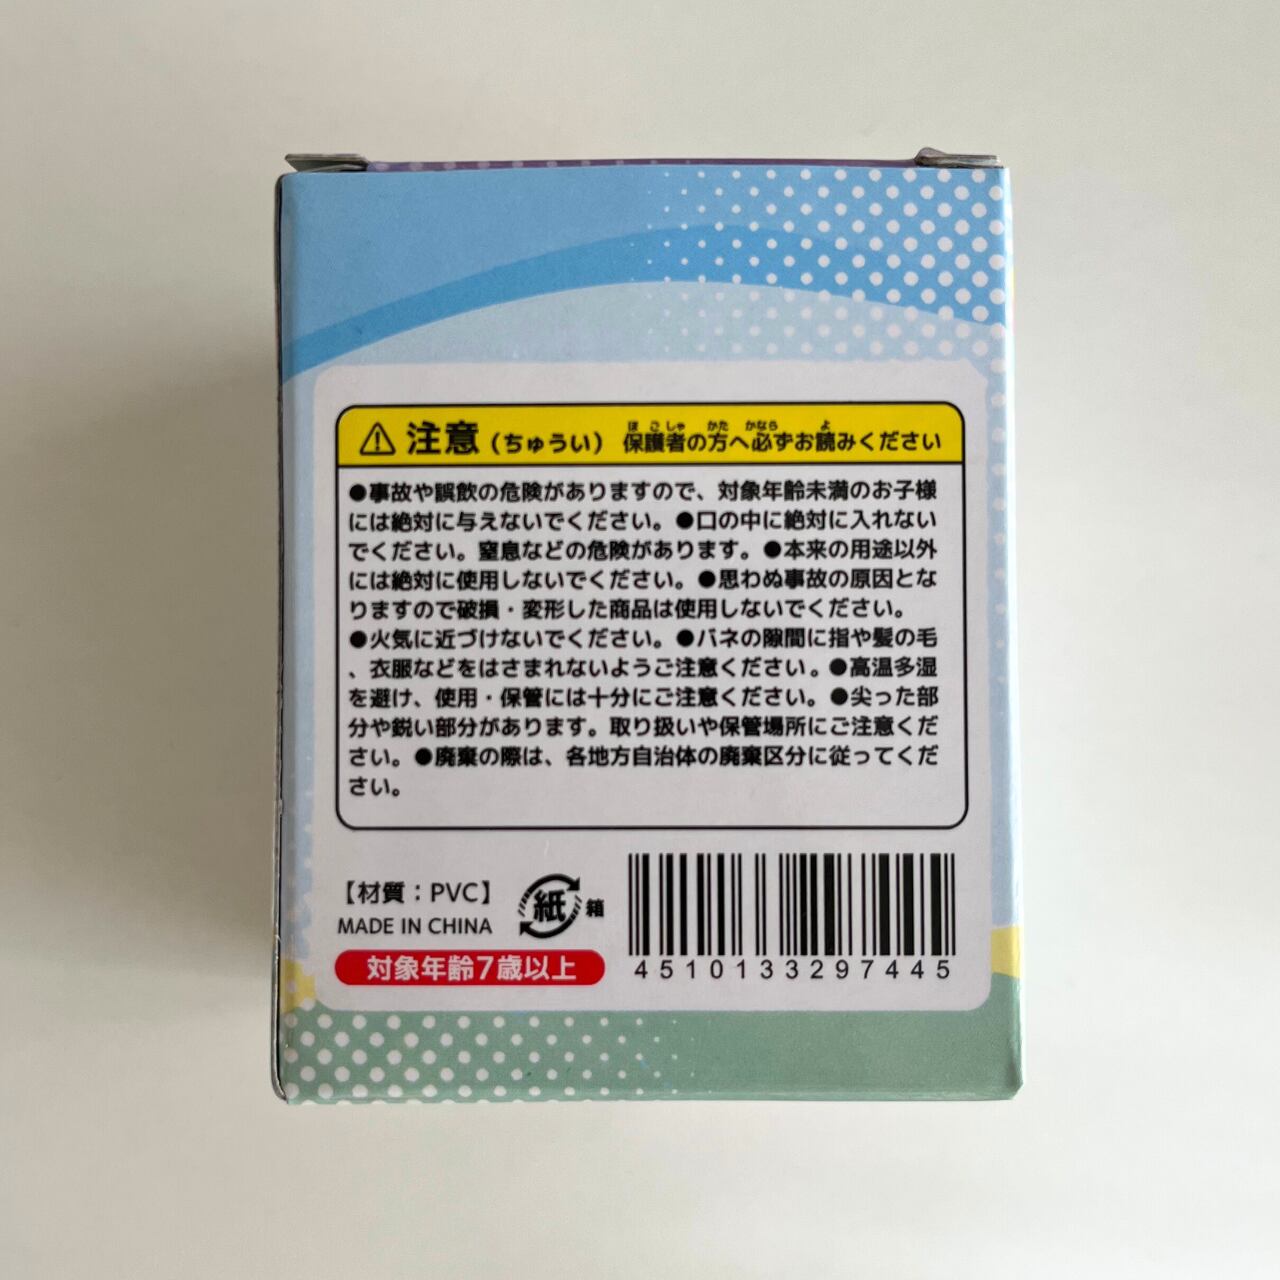 注意（ちゅうい） 保護者の方へ必ずお読みください
ほごしゃ かた かなら よ
●事故や誤飲の危険がありますので、対象年齢未満のお子様
には絶対に与えないでください。●口の中に絶対に入れない
でください。窒息などの危険があります。●本来の用途以外
には絶対に使用しないでください。●思わぬ事故の原因とな
りますので破損・変形した商品は使用しないでください。
●火気に近づけないでください。●バネの隙間に指や髪の毛
、衣服などをはさまれないようご注意ください。●高温多湿
を避け、使用・保管には十分にご注意ください。●尖った部
分や鋭い部分があります。取り扱いや保管場所にご注意くだ
さい。●廃棄の際は、各地方自治体の廃棄区分に従ってくだ
さい。
【材質：PVC】
MADE IN CHINA
紙 箱
対象年齢7歳以上
4510133297445